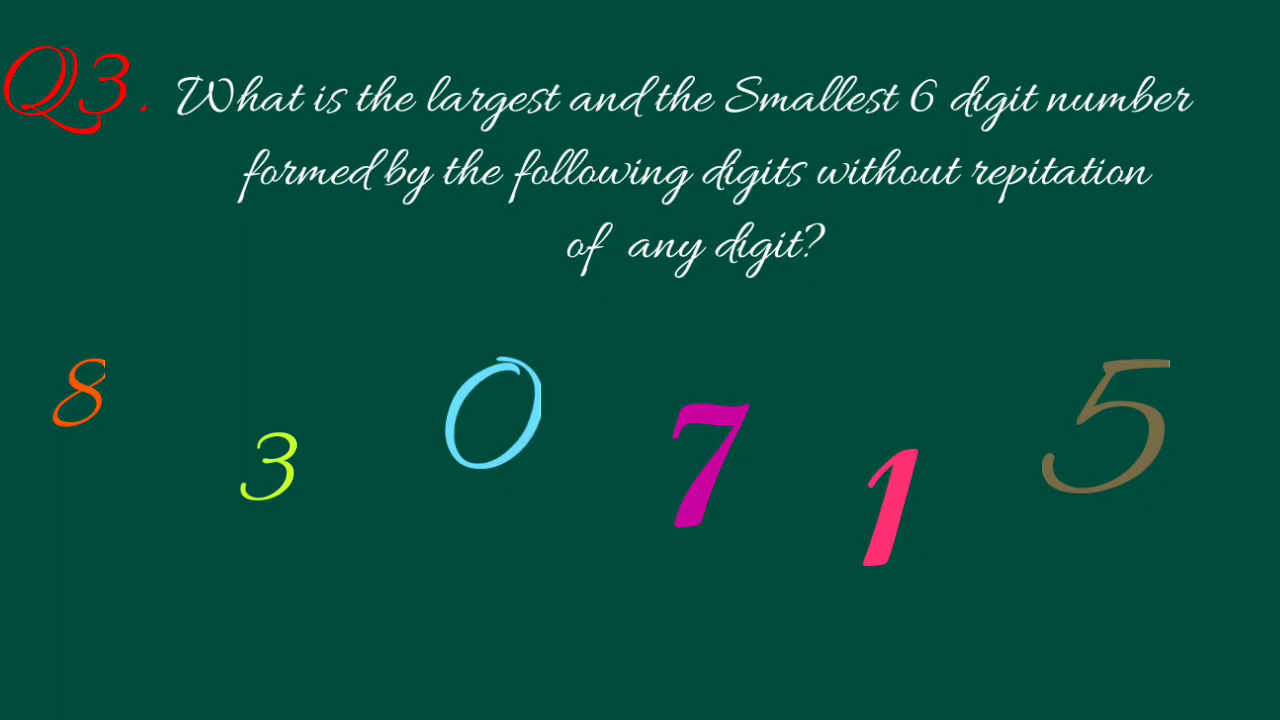 Q3. What is the largest and the Smallest 6 digit number
formed by the following digits without repitation
of any digit?
8 3 0 7 1 5